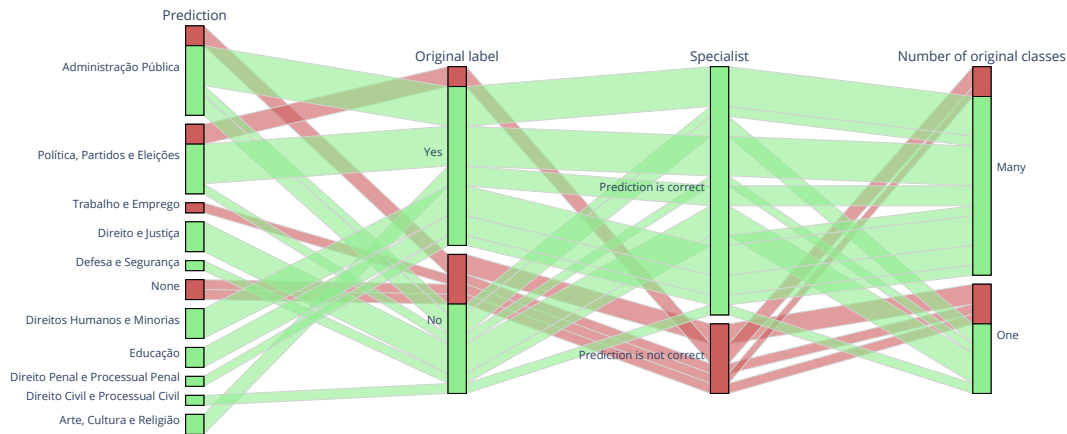 Prediction
Administração Pública
Política, Partidos e Eleições
Trabalho e Emprego
Direito e Justiça
Defesa e Segurança
None
Direitos Humanos e Minorias
Educação
Direito Penal e Processual Penal
Direito Civil e Processual Civil
Arte, Cultura e Religião
Original label
Yes
No
Specialist
Prediction is correct
Prediction is not correct
Number of original classes
Many
One